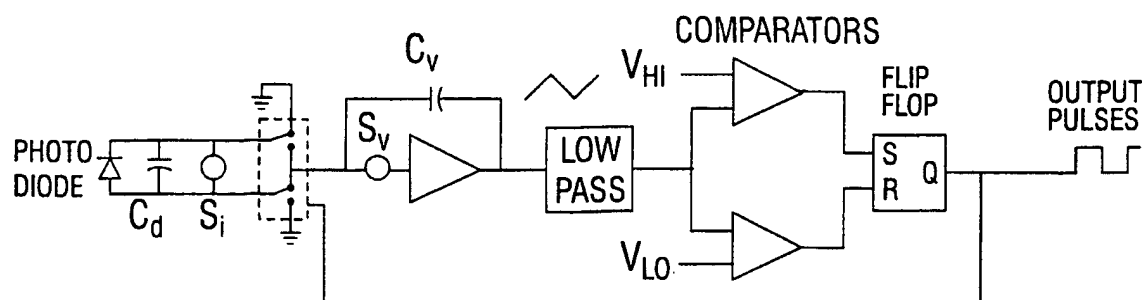 COMPARATORS
C_v
V_HI
FLIP
FLOP
OUTPUT
PULSES
PHOTO
DIODE
S_v
LOW
PASS
S
Q
R
C_d
S_i
V_LO